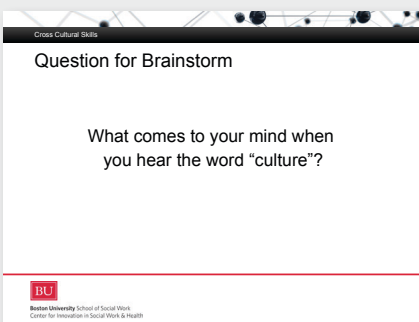 Cross Cultural Skills
Question for Brainstorm
What comes to your mind when
you hear the word “culture”?
BU
Boston University School of Social Work
Center for Innovation in Social Work & Health